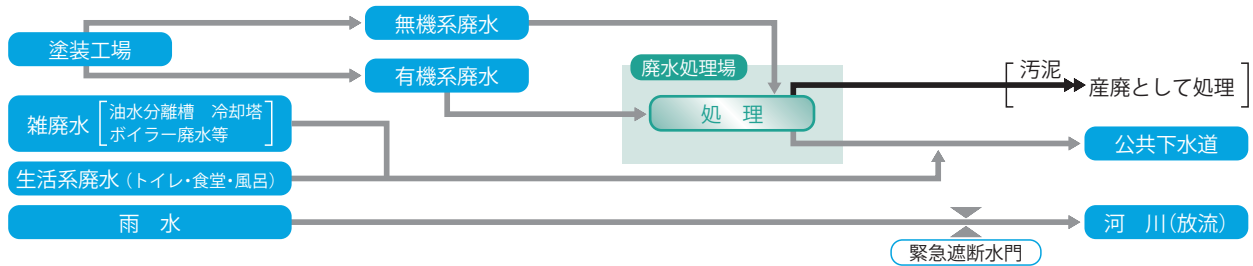 塗装工場
無機系廃水
有機系廃水
廃水処理場
処　理
汚泥
産廃として処理
雑廃水
油水分離槽　冷却塔
ボイラー廃水等
公共下水道
生活系廃水（トイレ・食堂・風呂）
雨　水
河　川（放流）
緊急遮断水門